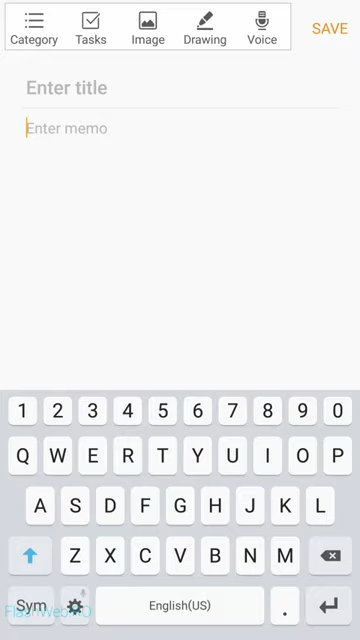 Category Tasks Image Drawing Voice SAVE
Enter title
Enter memo
1 2 3 4 5 6 7 8 9 0
Q W E R T Y U I O P
A S D F G H J K L
Z X C V B N M
Sym English(US) .